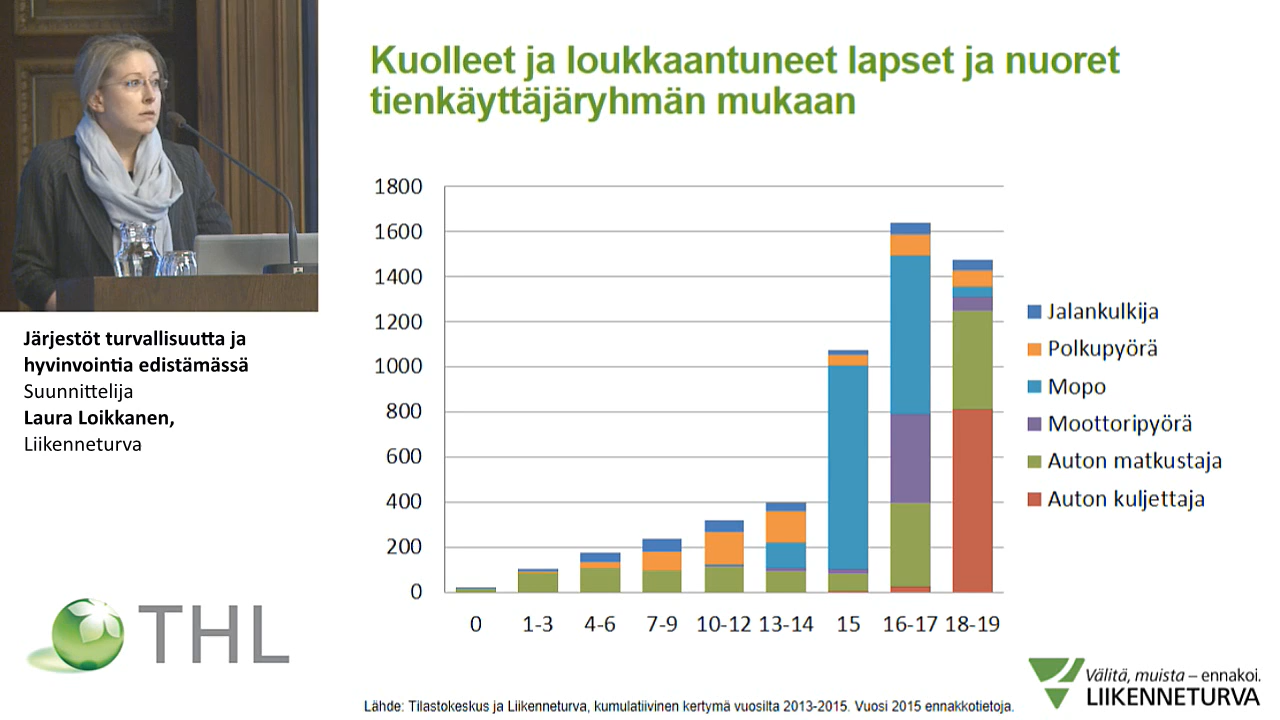 Kuolleet ja loukkaantuneet lapset ja nuoret
tienkäyttäjäryhmän mukaan
1800
1600
1400
1200
1000
800
600
400
200
0
0 1-3 4-6 7-9 10-12 13-14 15 16-17 18-19
Jalankulkija
Polkupyörä
Mopo
Moottoripyörä
Auton matkustaja
Auton kuljettaja
Järjestöt turvallisuutta ja
hyvinvointia edistämässä
Suunnittelija
Laura Loikkanen,
Liikenneturva
THL
Lähde: Tilastokeskus ja Liikenneturva, kumulatiivinen kertymä vuosilta 2013-2015. Vuosi 2015 ennakkotietoja.
Välitä, muista – ennakoi.
LIIKENNETURVA